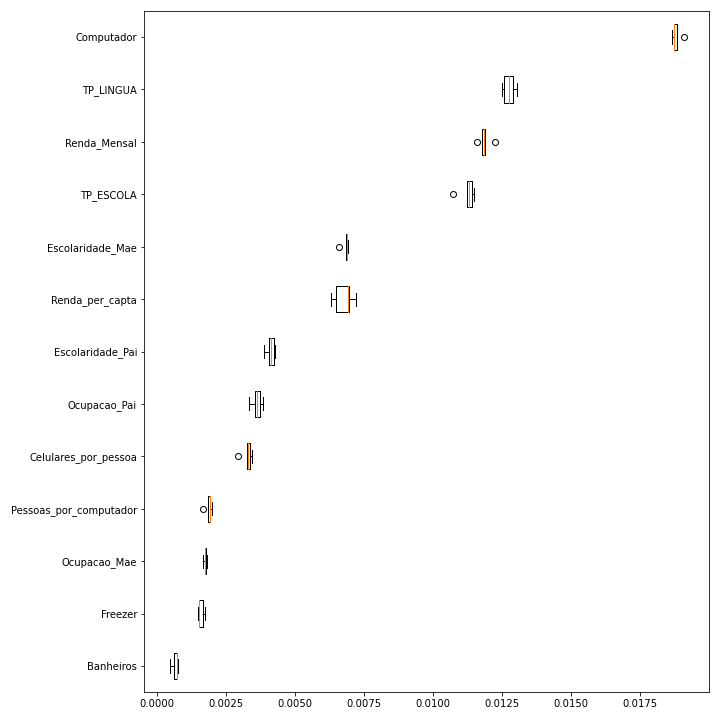 Computador
TP_LINGUA
Renda_Mensal
TP_ESCOLA
Escolaridade_Mae
Renda_per_capta
Escolaridade_Pai
Ocupacao_Pai
Celulares_por_pessoa
Pessoas_por_computador
Ocupacao_Mae
Freezer
Banheiros
0.0000 0.0025 0.0050 0.0075 0.0100 0.0125 0.0150 0.0175